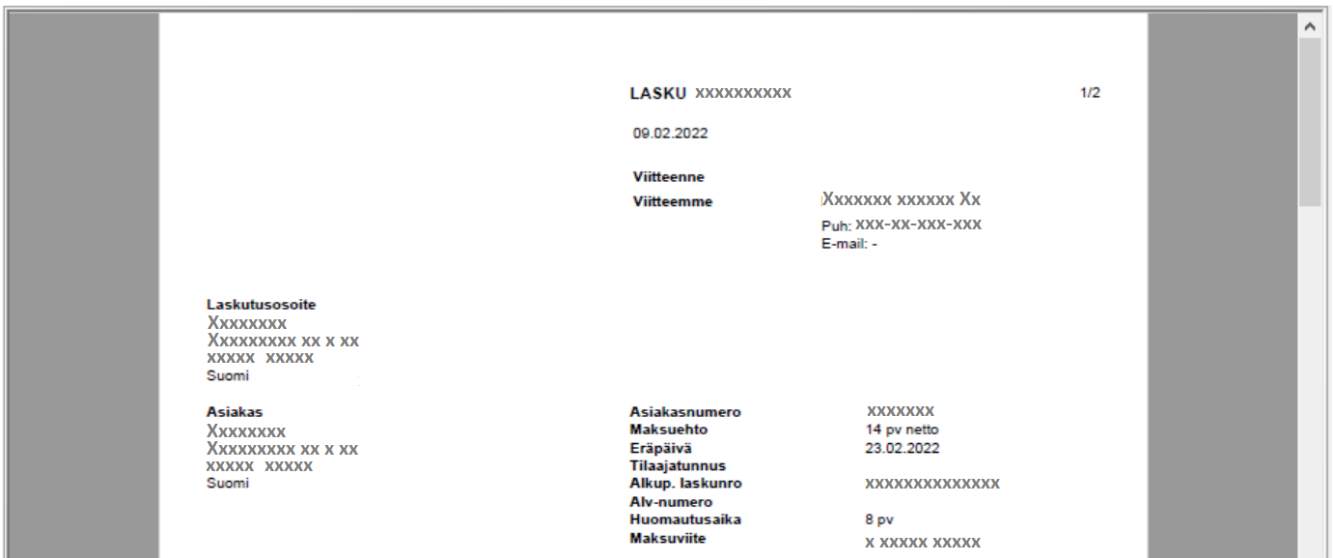 LASKU xxxxxxxxxx 1/2
09.02.2022
Viitteenne
Viitteemme Xxxxxxx xxxxxx Xx
Puh: xxx-xx-xxx-xxx
E-mail: -
Laskutusosoite
Xxxxxxxx
Xxxxxxxxx xx x xx
xxxxx xxxxx
Suomi
Asiakas
Xxxxxxxx
Xxxxxxxxx xx x xx
xxxxx xxxxx
Suomi
Asiakasnumero xxxxxxx
Maksuehto 14 pv netto
Eräpäivä 23.02.2022
Tilaajatunnus
Alkup. laskunro xxxxxxxxxxxxxx
Alv-numero
Huomautusaika 8 pv
Maksuviite x xxxxx xxxxx